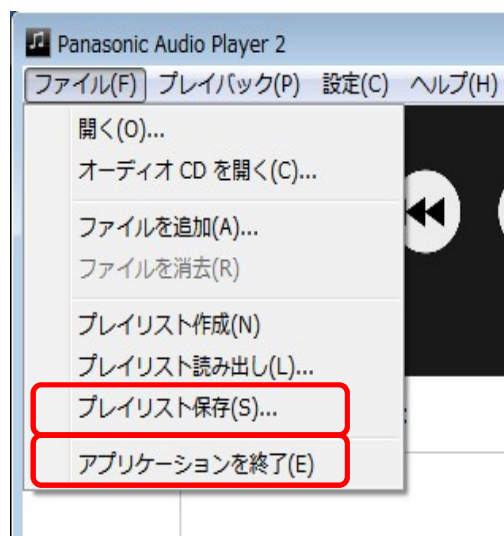 Panasonic Audio Player 2
ファイル(F) プレイバック(P) 設定(C) ヘルプ(H)
開く(O)...
オーディオ CD を開く(C)...
ファイルを追加(A)...
ファイルを消去(R)
プレイリスト作成(N)
プレイリスト読み出し(L)...
プレイリスト保存(S)...
:
アプリケーションを終了(E)